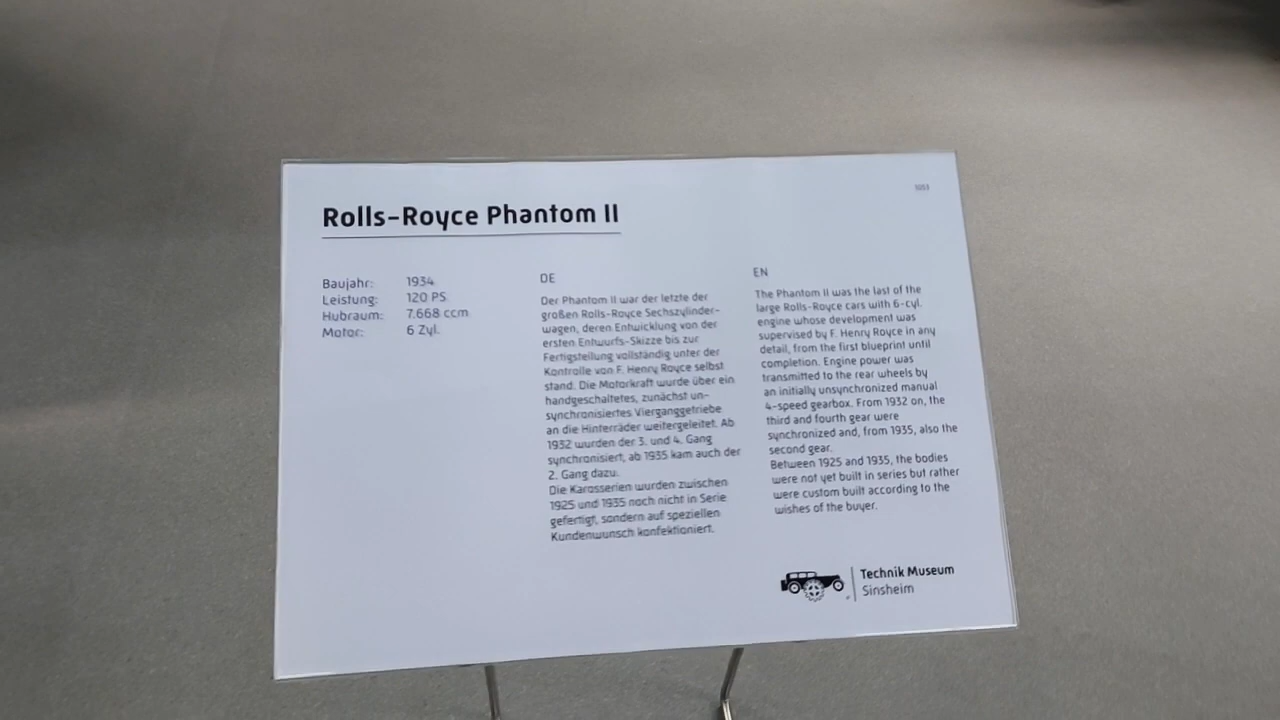 5053
Rolls-Royce Phantom II
Baujahr: 1934
Leistung: 120 PS
Hubraum: 7.668 ccm
Motor: 6 Zyl.
DE
Der Phantom II war der letzte der
großen Rolls-Royce Sechszylinder-
wagen, deren Entwicklung von der
ersten Entwurfs-Skizze bis zur
Fertigstellung vollständig unter der
Kontrolle von F. Henry Royce selbst
stand. Die Motorkraft wurde über ein
handgeschaltetes, zunächst un-
synchronisiertes Vierganggetriebe
an die Hinterräder weitergeleitet. Ab
1932 wurden der 3. und 4. Gang
synchronisiert, ab 1935 kam auch der
2. Gang dazu.
Die Karosserien wurden zwischen
1925 und 1935 noch nicht in Serie
gefertigt, sondern auf speziellen
Kundenwunsch konfektioniert.
EN
The Phantom II was the last of the
large Rolls-Royce cars with 6-cyl.
engine whose development was
supervised by F. Henry Royce in any
detail, from the first blueprint until
completion. Engine power was
transmitted to the rear wheels by
an initially unsynchronized manual
4-speed gearbox. From 1932 on, the
third and fourth gear were
synchronized and, from 1935, also the
second gear.
Between 1925 and 1935, the bodies
were not yet built in series but rather
were custom built according to the
wishes of the buyer.
Technik Museum
Sinsheim